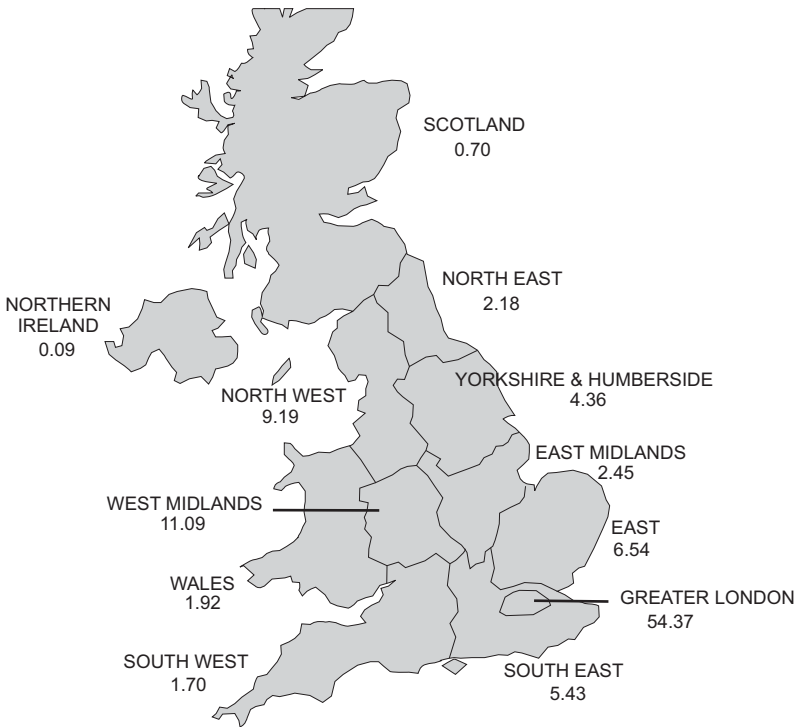 SCOTLAND
0.70
NORTH EAST
2.18
NORTHERN
IRELAND
0.09
YORKSHIRE & HUMBERSIDE
4.36
NORTH WEST
9.19
EAST MIDLANDS
2.45
WEST MIDLANDS
11.09
EAST
6.54
WALES
1.92
GREATER LONDON
54.37
SOUTH WEST
1.70
SOUTH EAST
5.43